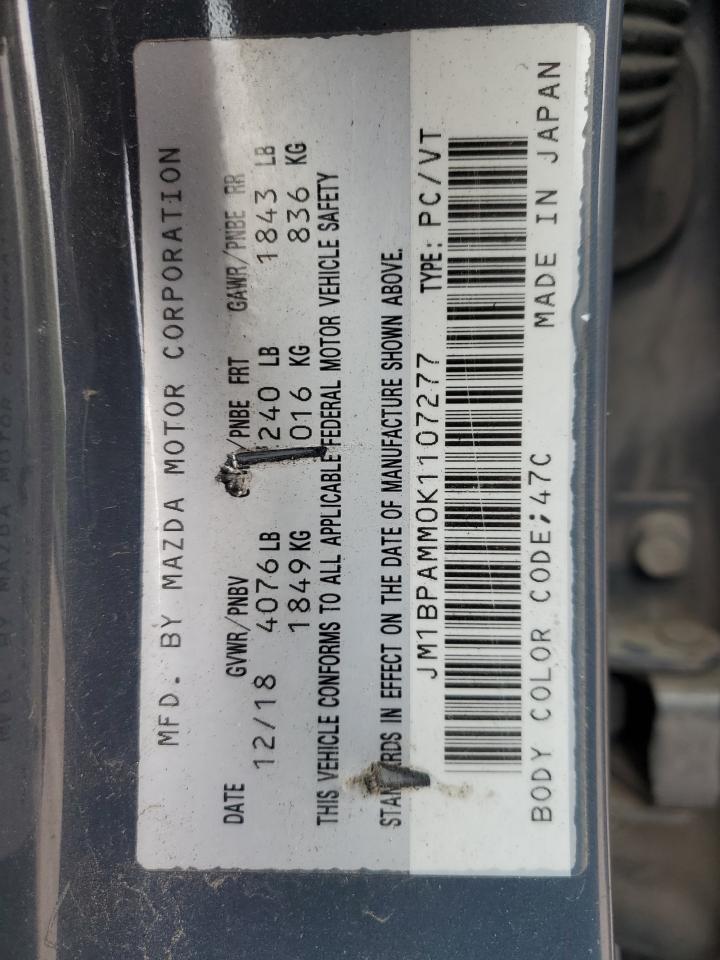 MFD. BY MAZDA MOTOR CORPORATION
DATE GVWR/PNBV /PNBE FRT GAWR/PNBE RR
12/18 4076LB 240 LB 1843 LB
1849KG 016 KG 836 KG
THIS VEHICLE CONFORMS TO ALL APPLICABLE FEDERAL MOTOR VEHICLE SAFETY
STAN RDS IN EFFECT ON THE DATE OF MANUFACTURE SHOWN ABOVE.
JM1BPAMM0K1107277 TYPE: PC/VT
BODY COLOR CODE;47C MADE IN JAPAN